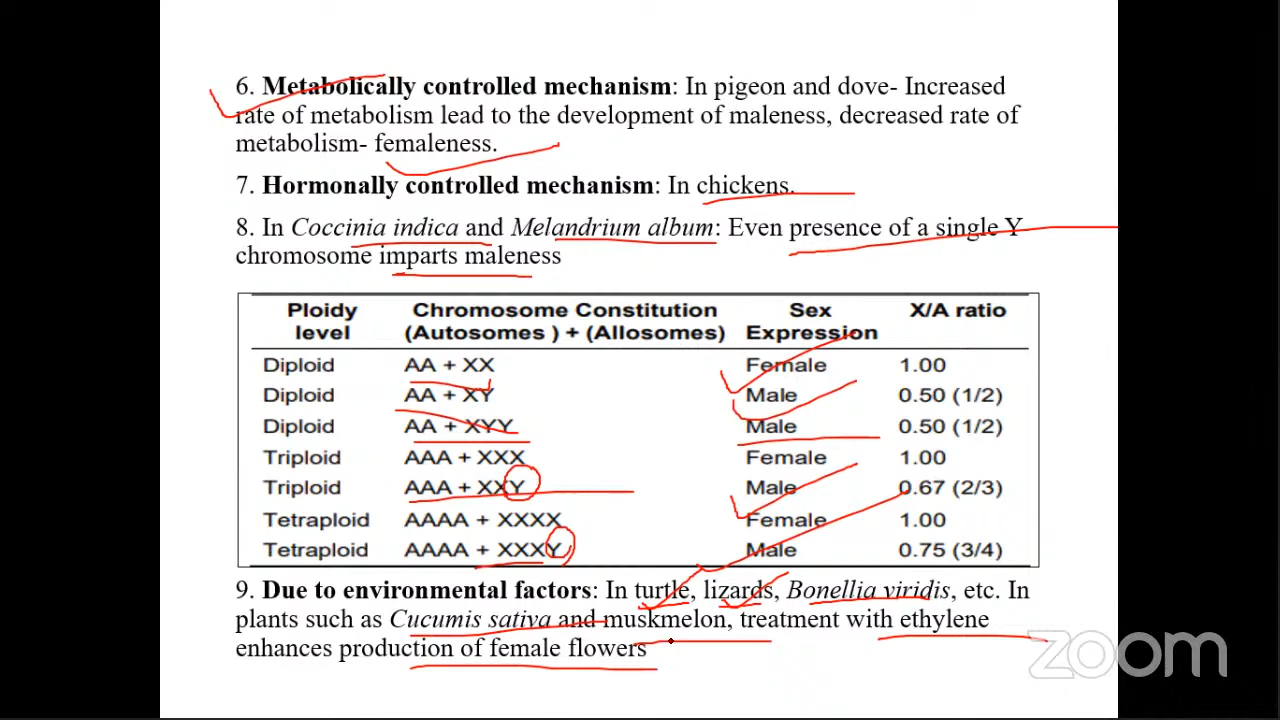 6. Metabolically controlled mechanism: In pigeon and dove- Increased
rate of metabolism lead to the development of maleness, decreased rate of
metabolism- femaleness.
7. Hormonally controlled mechanism: In chickens.
8. In Coccinia indica and Melandrium album: Even presence of a single Y
chromosome imparts maleness
Ploidy level Chromosome Constitution (Autosomes ) + (Allosomes) Sex Expression X/A ratio
Diploid AA + XX Female 1.00
Diploid AA + XY Male 0.50 (1/2)
Diploid AA + XYY Male 0.50 (1/2)
Triploid AAA + XXX Female 1.00
Triploid AAA + XXY Male 0.67 (2/3)
Tetraploid AAAA + XXXX Female 1.00
Tetraploid AAAA + XXXY Male 0.75 (3/4)
9. Due to environmental factors: In turtle, lizards, Bonellia viridis, etc. In
plants such as Cucumis sativa and muskmelon, treatment with ethylene
enhances production of female flowers
zoom